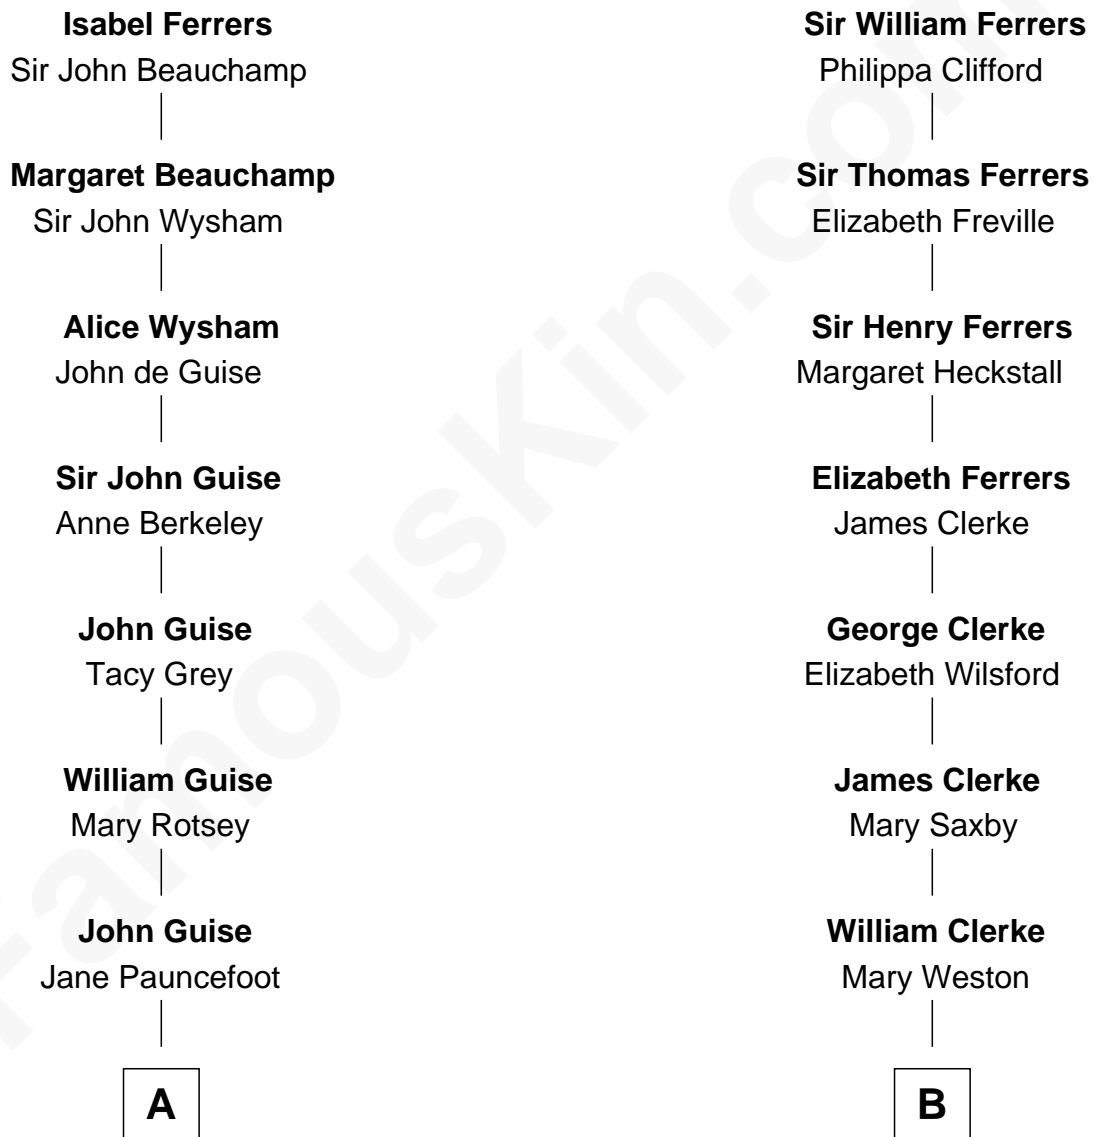 Isabel Ferrers
Sir John Beauchamp
Margaret Beauchamp
Sir John Wysham
Alice Wysham
John de Guise
Sir John Guise
Anne Berkeley
John Guise
Tacy Grey
William Guise
Mary Rotsey
John Guise
Jane Pauncefoot
A
Sir William Ferrers
Philippa Clifford
Sir Thomas Ferrers
Elizabeth Freville
Sir Henry Ferrers
Margaret Heckstall
Elizabeth Ferrers
James Clerke
George Clerke
Elizabeth Wilsford
James Clerke
Mary Saxby
William Clerke
Mary Weston
B
FamousKin.com